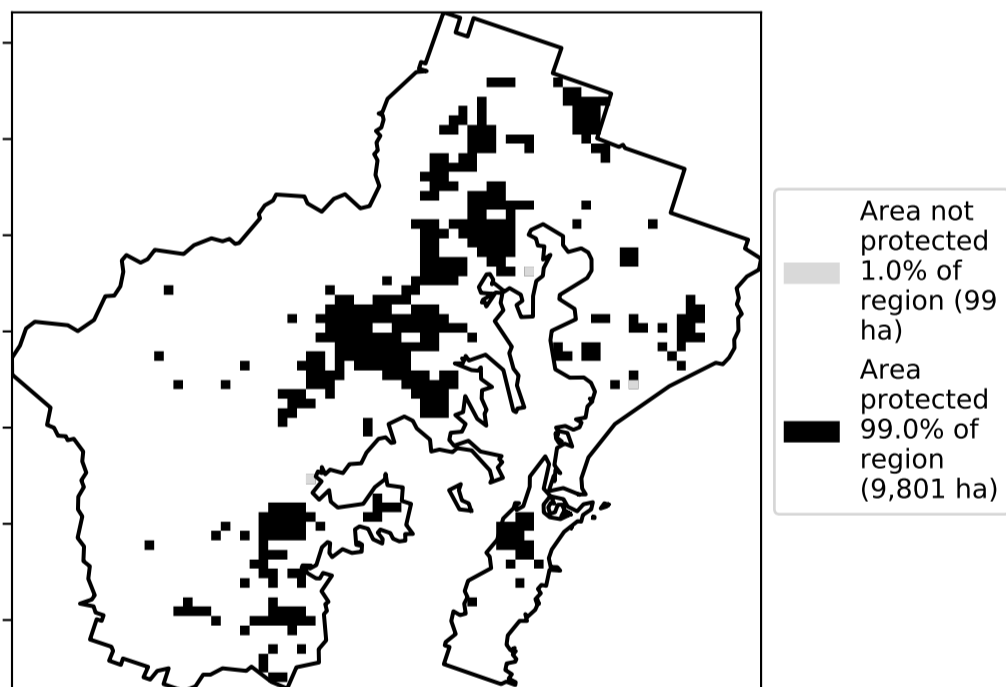 Area not
protected
1.0% of
region (99
ha)
Area
protected
99.0% of
region
(9,801 ha)